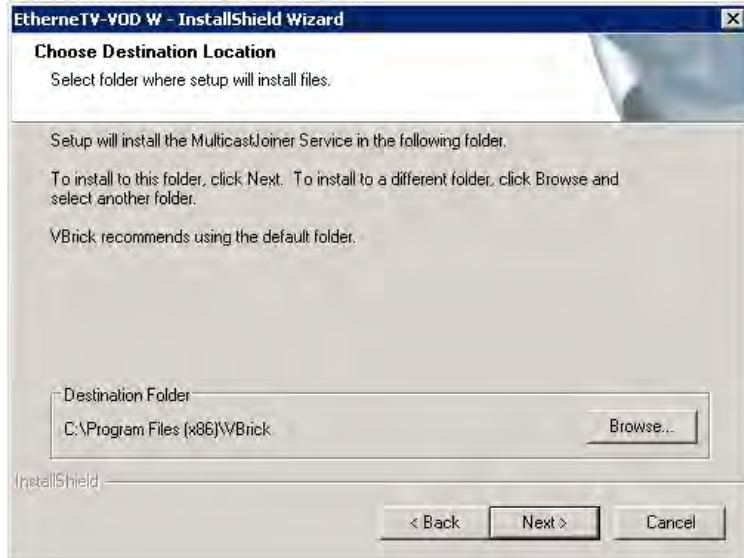 EtherneTV-VOD W - InstallShield Wizard
Choose Destination Location
Select folder where setup will install files.
Setup will install the MulticastJoiner Service in the following folder.
To install to this folder, click Next. To install to a different folder, click Browse and
select another folder.
VBrick recommends using the default folder.
Destination Folder
C:\Program Files (x86)\VBrick
Browse...
InstallShield
< Back
Next >
Cancel